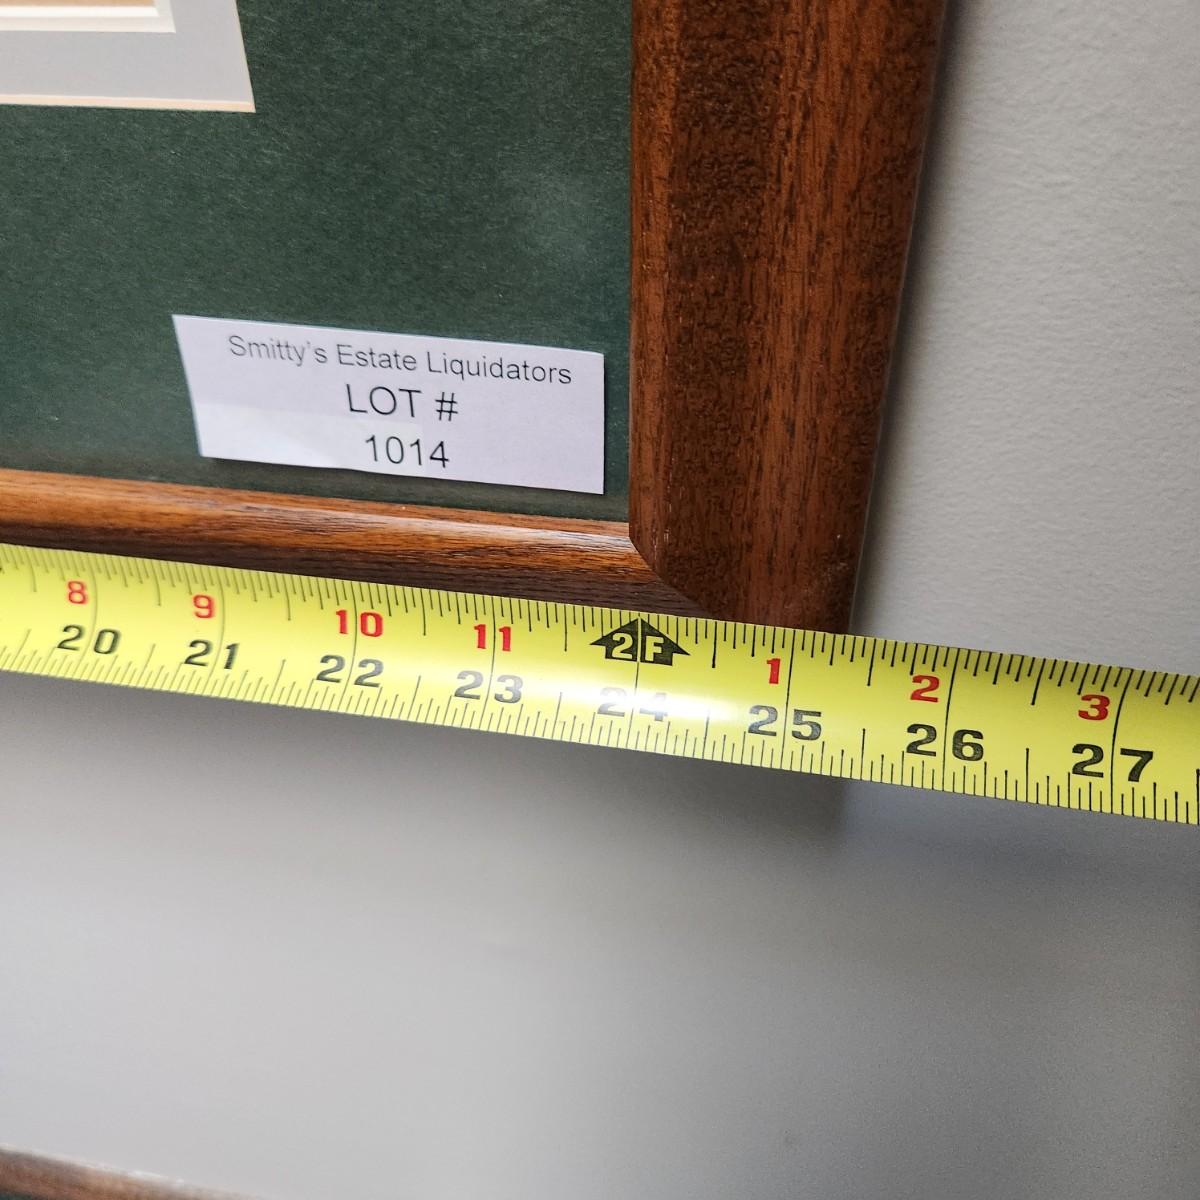 Smitty's Estate Liquidators
LOT #
1014
8 9 10 11 2F 1 2 3
20 21 22 23 24 25 26 27